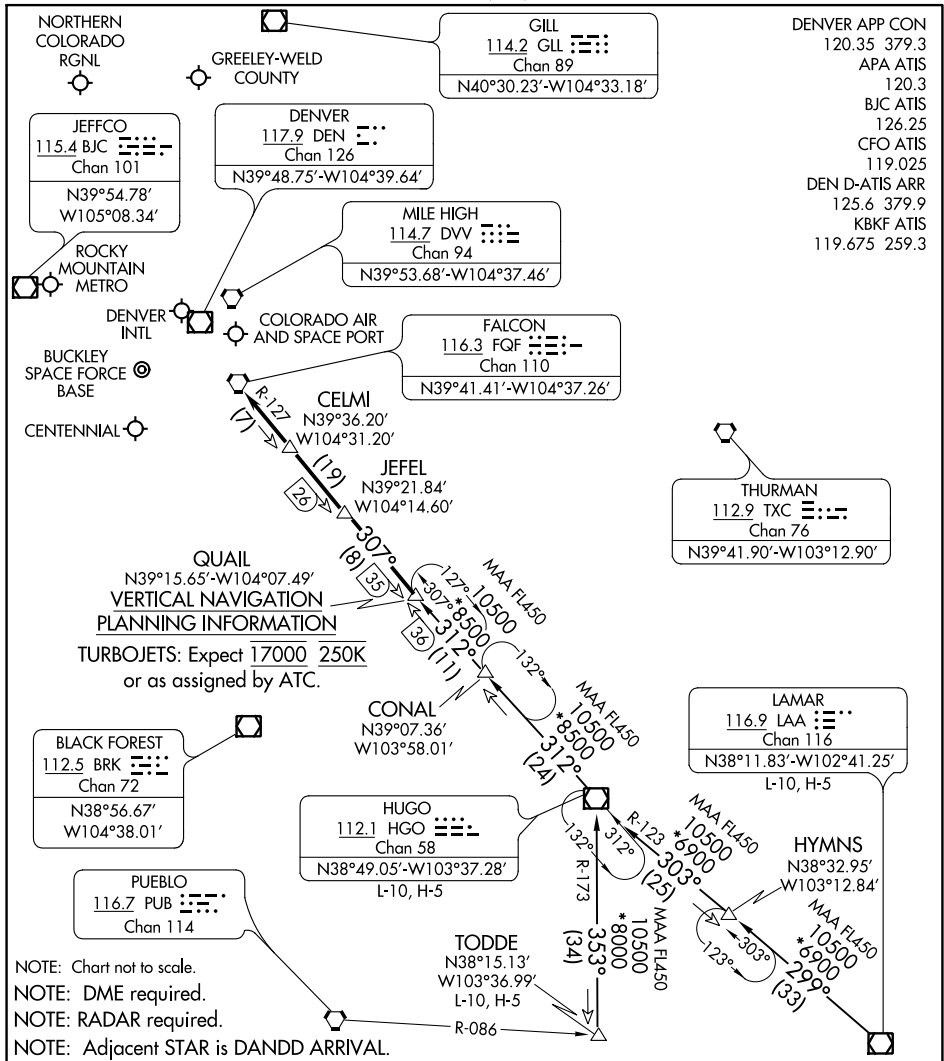 NORTHERN
COLORADO
RGNL
GREELEY-WELD
COUNTY
GILL
114.2 GLL
Chan 89
N40°30.23'-W104°33.18'
DENVER APP CON
120.35 379.3
APA ATIS
120.3
BJC ATIS
126.25
CFO ATIS
119.025
DEN D-ATIS ARR
125.6 379.9
KBKF ATIS
119.675 259.3
JEFFCO
115.4 BJC
Chan 101
N39°54.78'
W105°08.34'
DENVER
117.9 DEN
Chan 126
N39°48.75'-W104°39.64'
MILE HIGH
114.7 DVV
Chan 94
N39°53.68'-W104°37.46'
ROCKY
MOUNTAIN
METRO
DENVER
INTL
COLORADO AIR
AND SPACE PORT
BUCKLEY
SPACE FORCE
BASE
CENTENNIAL
FALCON
116.3 FQF
Chan 110
N39°41.41'-W104°37.26'
R-127
(7)
CELMI
N39°36.20'
W104°31.20'
(19)
26
JEFEL
N39°21.84'
W104°14.60'
THURMAN
112.9 TXC
Chan 76
N39°41.90'-W103°12.90'
307°
(8)
35
QUAIL
N39°15.65'-W104°07.49'
VERTICAL NAVIGATION
PLANNING INFORMATION
TURBOJETS: Expect 17000 250K
or as assigned by ATC.
127°
307°
MAA FL450
10500
*8500
312°
(11)
36
132°
CONAL
N39°07.36'
W103°58.01'
MAA FL450
10500
*8500
312°
(24)
BLACK FOREST
112.5 BRK
Chan 72
N38°56.67'
W104°38.01'
LAMAR
116.9 LAA
Chan 116
N38°11.83'-W102°41.25'
L-10, H-5
HUGO
112.1 HGO
Chan 58
N38°49.05'-W103°37.28'
L-10, H-5
132°
312°
R-123
MAA FL450
10500
*6900
303°
(25)
HYMNS
N38°32.95'
W103°12.84'
303°
123°
MAA FL450
10500
*6900
299°
(33)
R-173
MAA FL450
10500
*8000
353°
(34)
PUEBLO
116.7 PUB
Chan 114
TODDE
N38°15.13'
W103°36.99'
L-10, H-5
R-086
NOTE: Chart not to scale.
NOTE: DME required.
NOTE: RADAR required.
NOTE: Adjacent STAR is DANDD ARRIVAL.